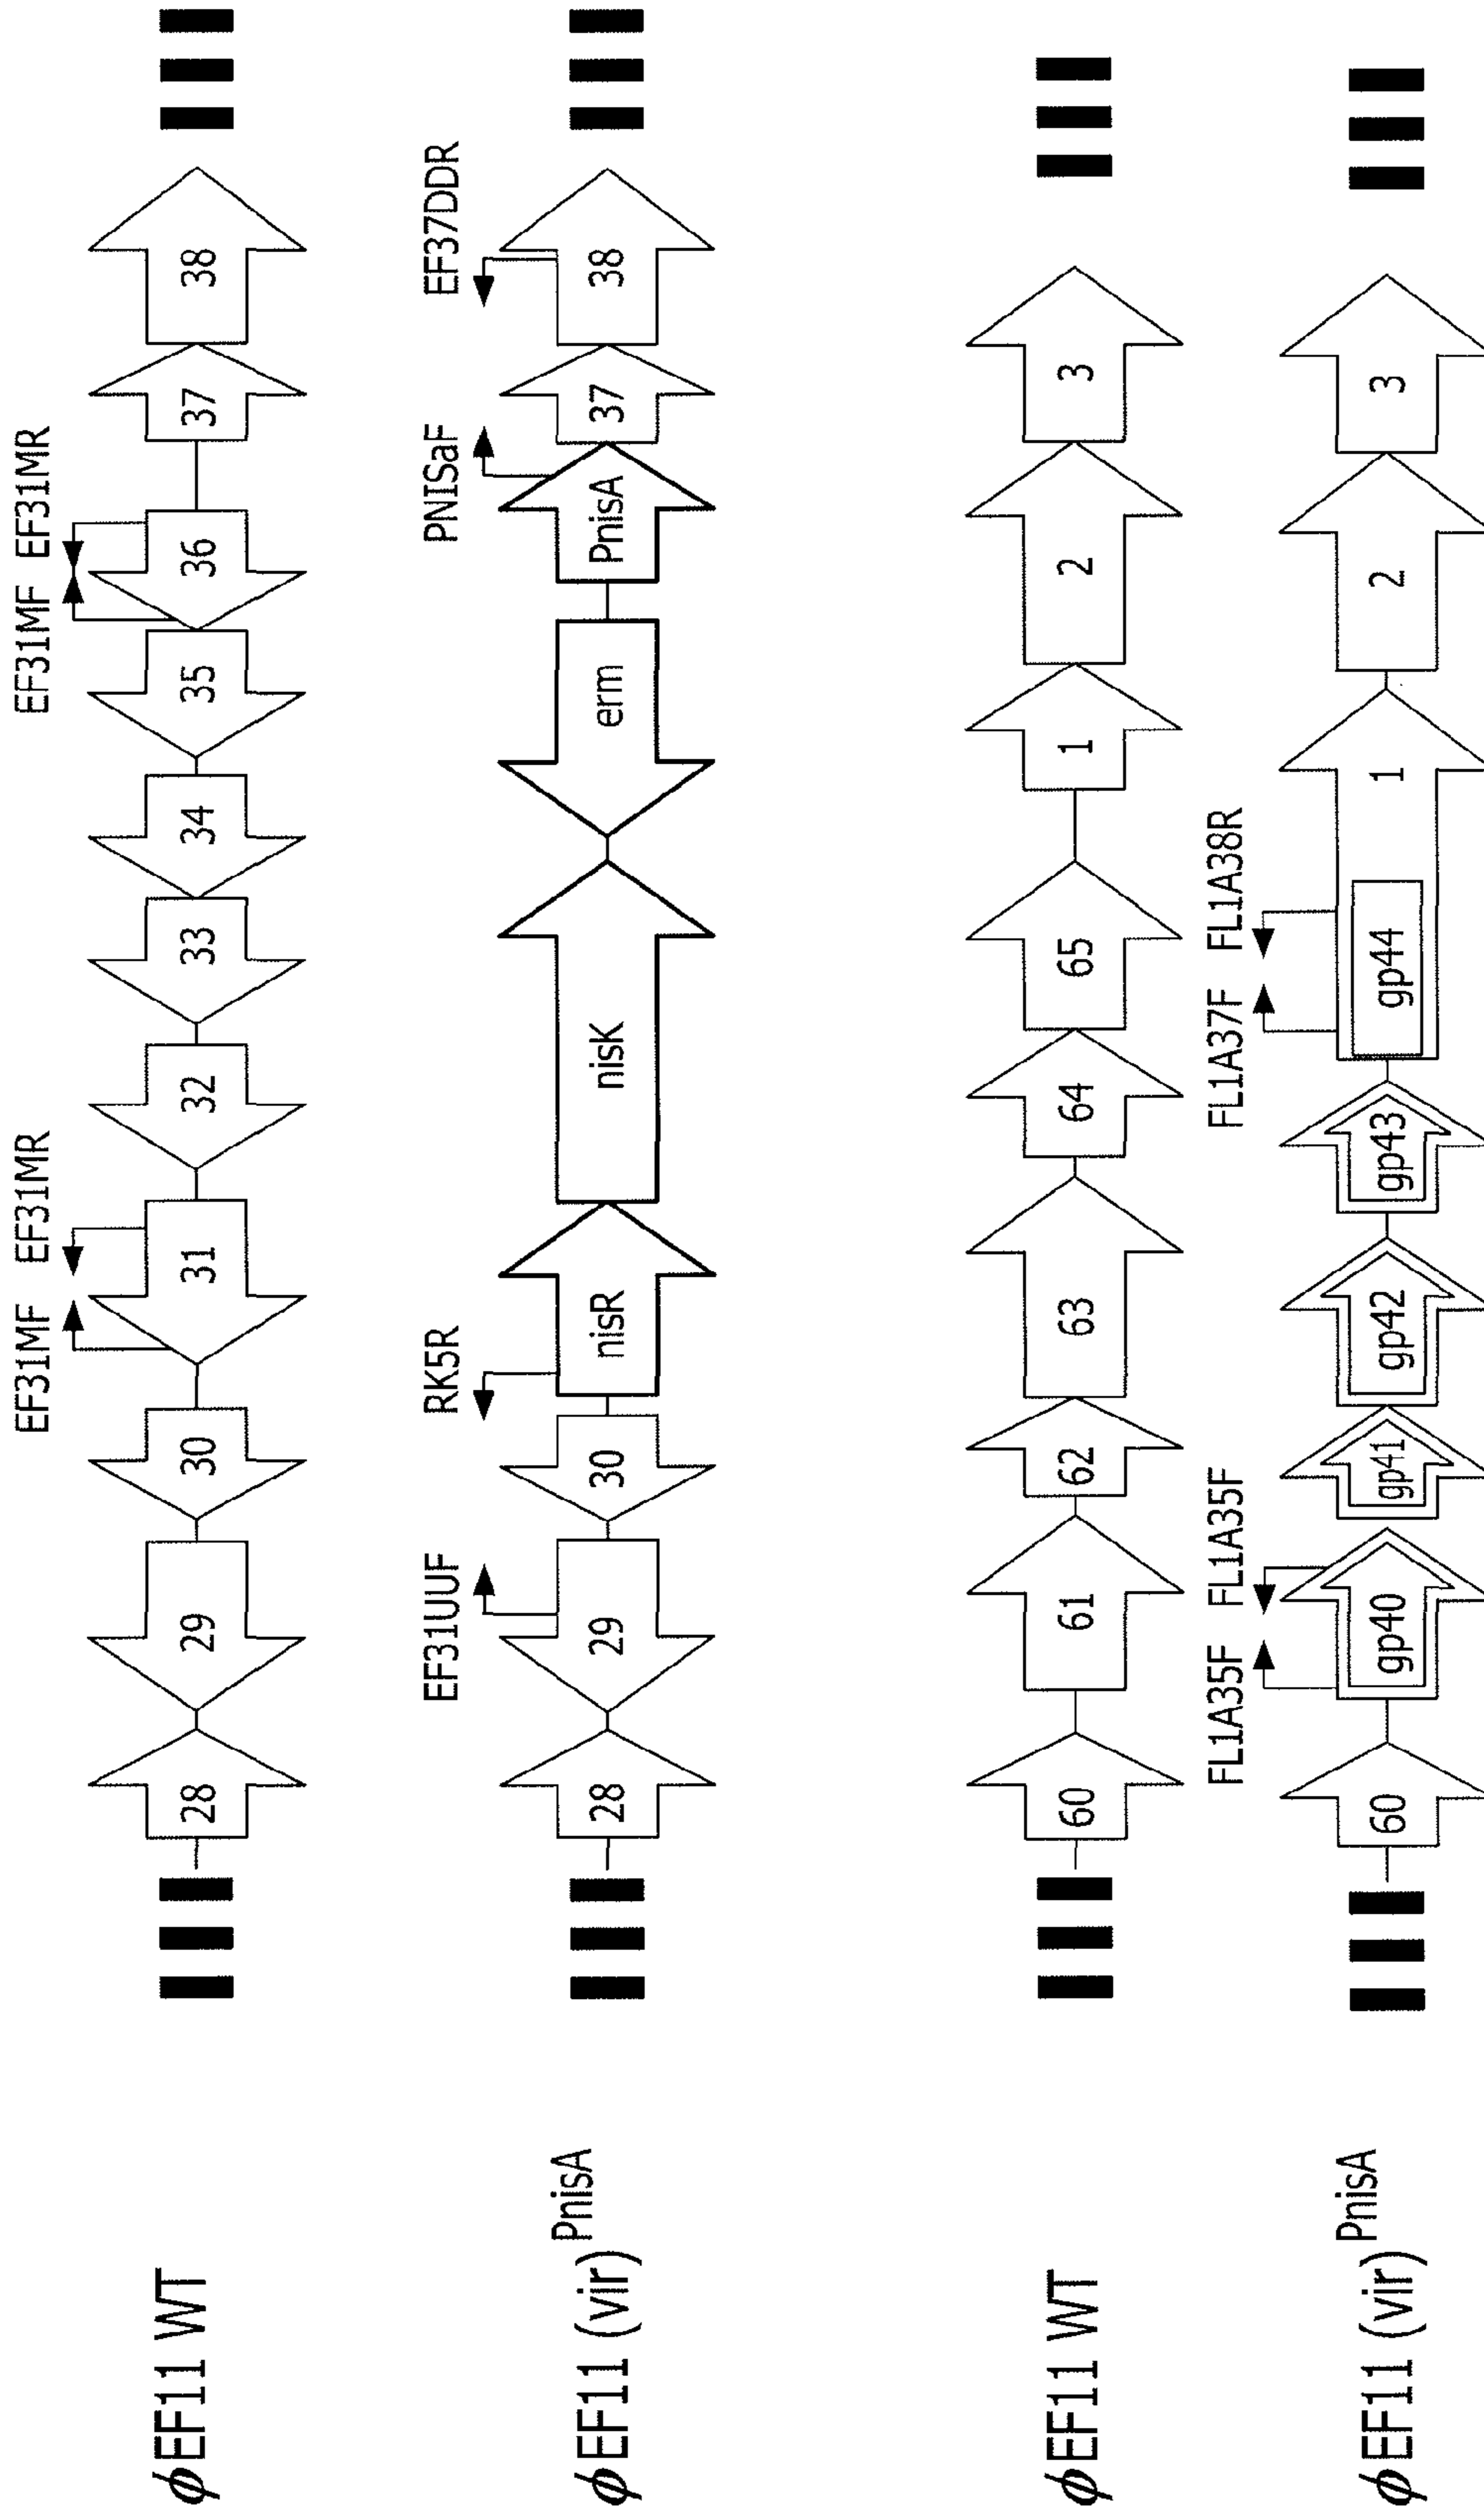 EF31MF EF31MR EF31MF EF31MR
ϕEF11 WT 28 29 30 31 32 33 34 35 36 37 38
EF31UUF RK5R PNISaF EF37DDR
ϕEF11 (vir)PnisA 28 29 30 nisR nisK erm PnisA 37 38
ϕEF11 WT 60 61 62 63 64 65 1 2 3
FL1A35F FL1A35F FL1A37F FL1A38R
ϕEF11 (vir)PnisA 60 gp40 gp41 gp42 gp43 gp44 1 2 3